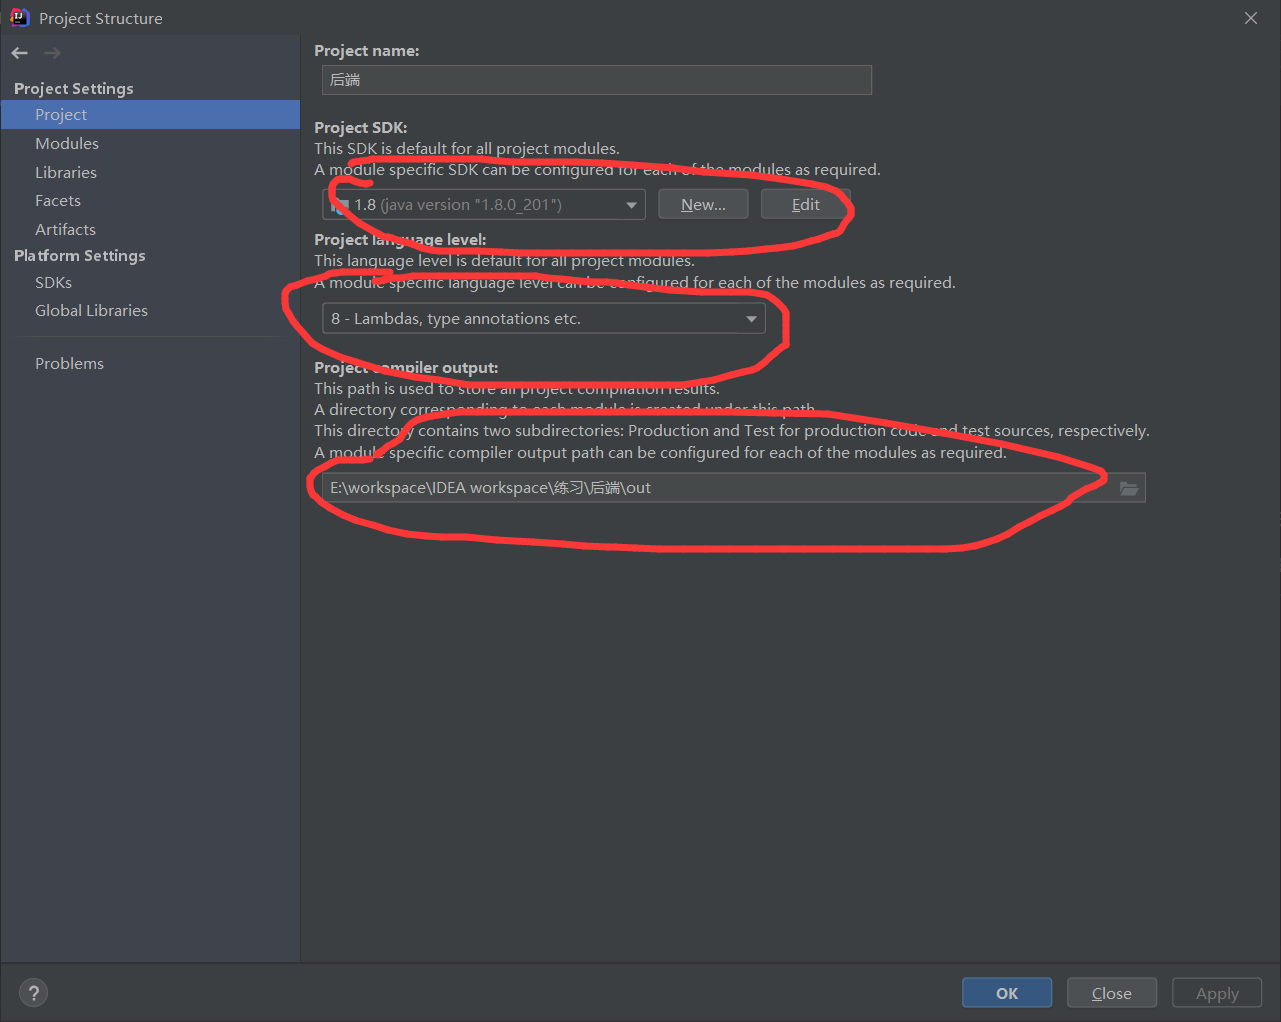 Project Structure
Project Settings
Project
Modules
Libraries
Facets
Artifacts
Platform Settings
SDKs
Global Libraries
Problems
Project name:
后端
Project SDK:
This SDK is default for all project modules.
A module specific SDK can be configured for each of the modules as required.
1.8 (java version "1.8.0_201")
New...
Edit
Project language level:
This language level is default for all project modules.
A module specific language level can be configured for each of the modules as required.
8 - Lambdas, type annotations etc.
Project compiler output:
This path is used to store all project compilation results.
A directory corresponding to each module is created under this path.
This directory contains two subdirectories: Production and Test for production code and test sources, respectively.
A module specific compiler output path can be configured for each of the modules as required.
E:\workspace\IDEA workspace\练习\后端\out
?
OK
Close
Apply